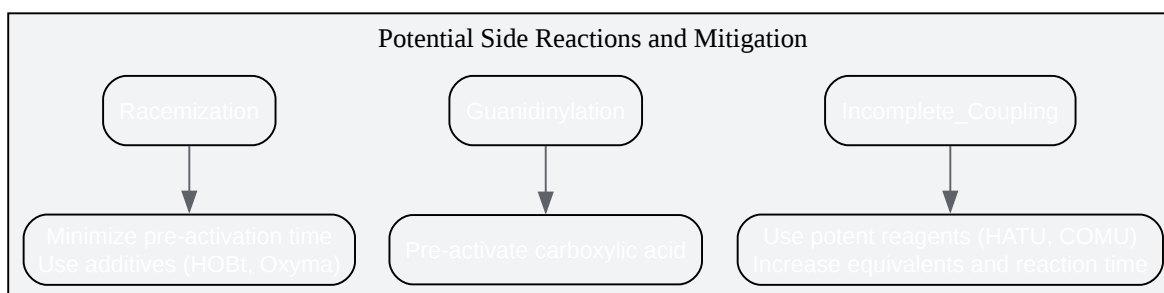 Potential Side Reactions and Mitigation
Racemization
Guanidinylation
Incomplete_Coupling
Minimize pre-activation time
Use additives (HOBt, Oxyma)
Pre-activate carboxylic acid
Use potent reagents (HATU, COMU)
Increase equivalents and reaction time